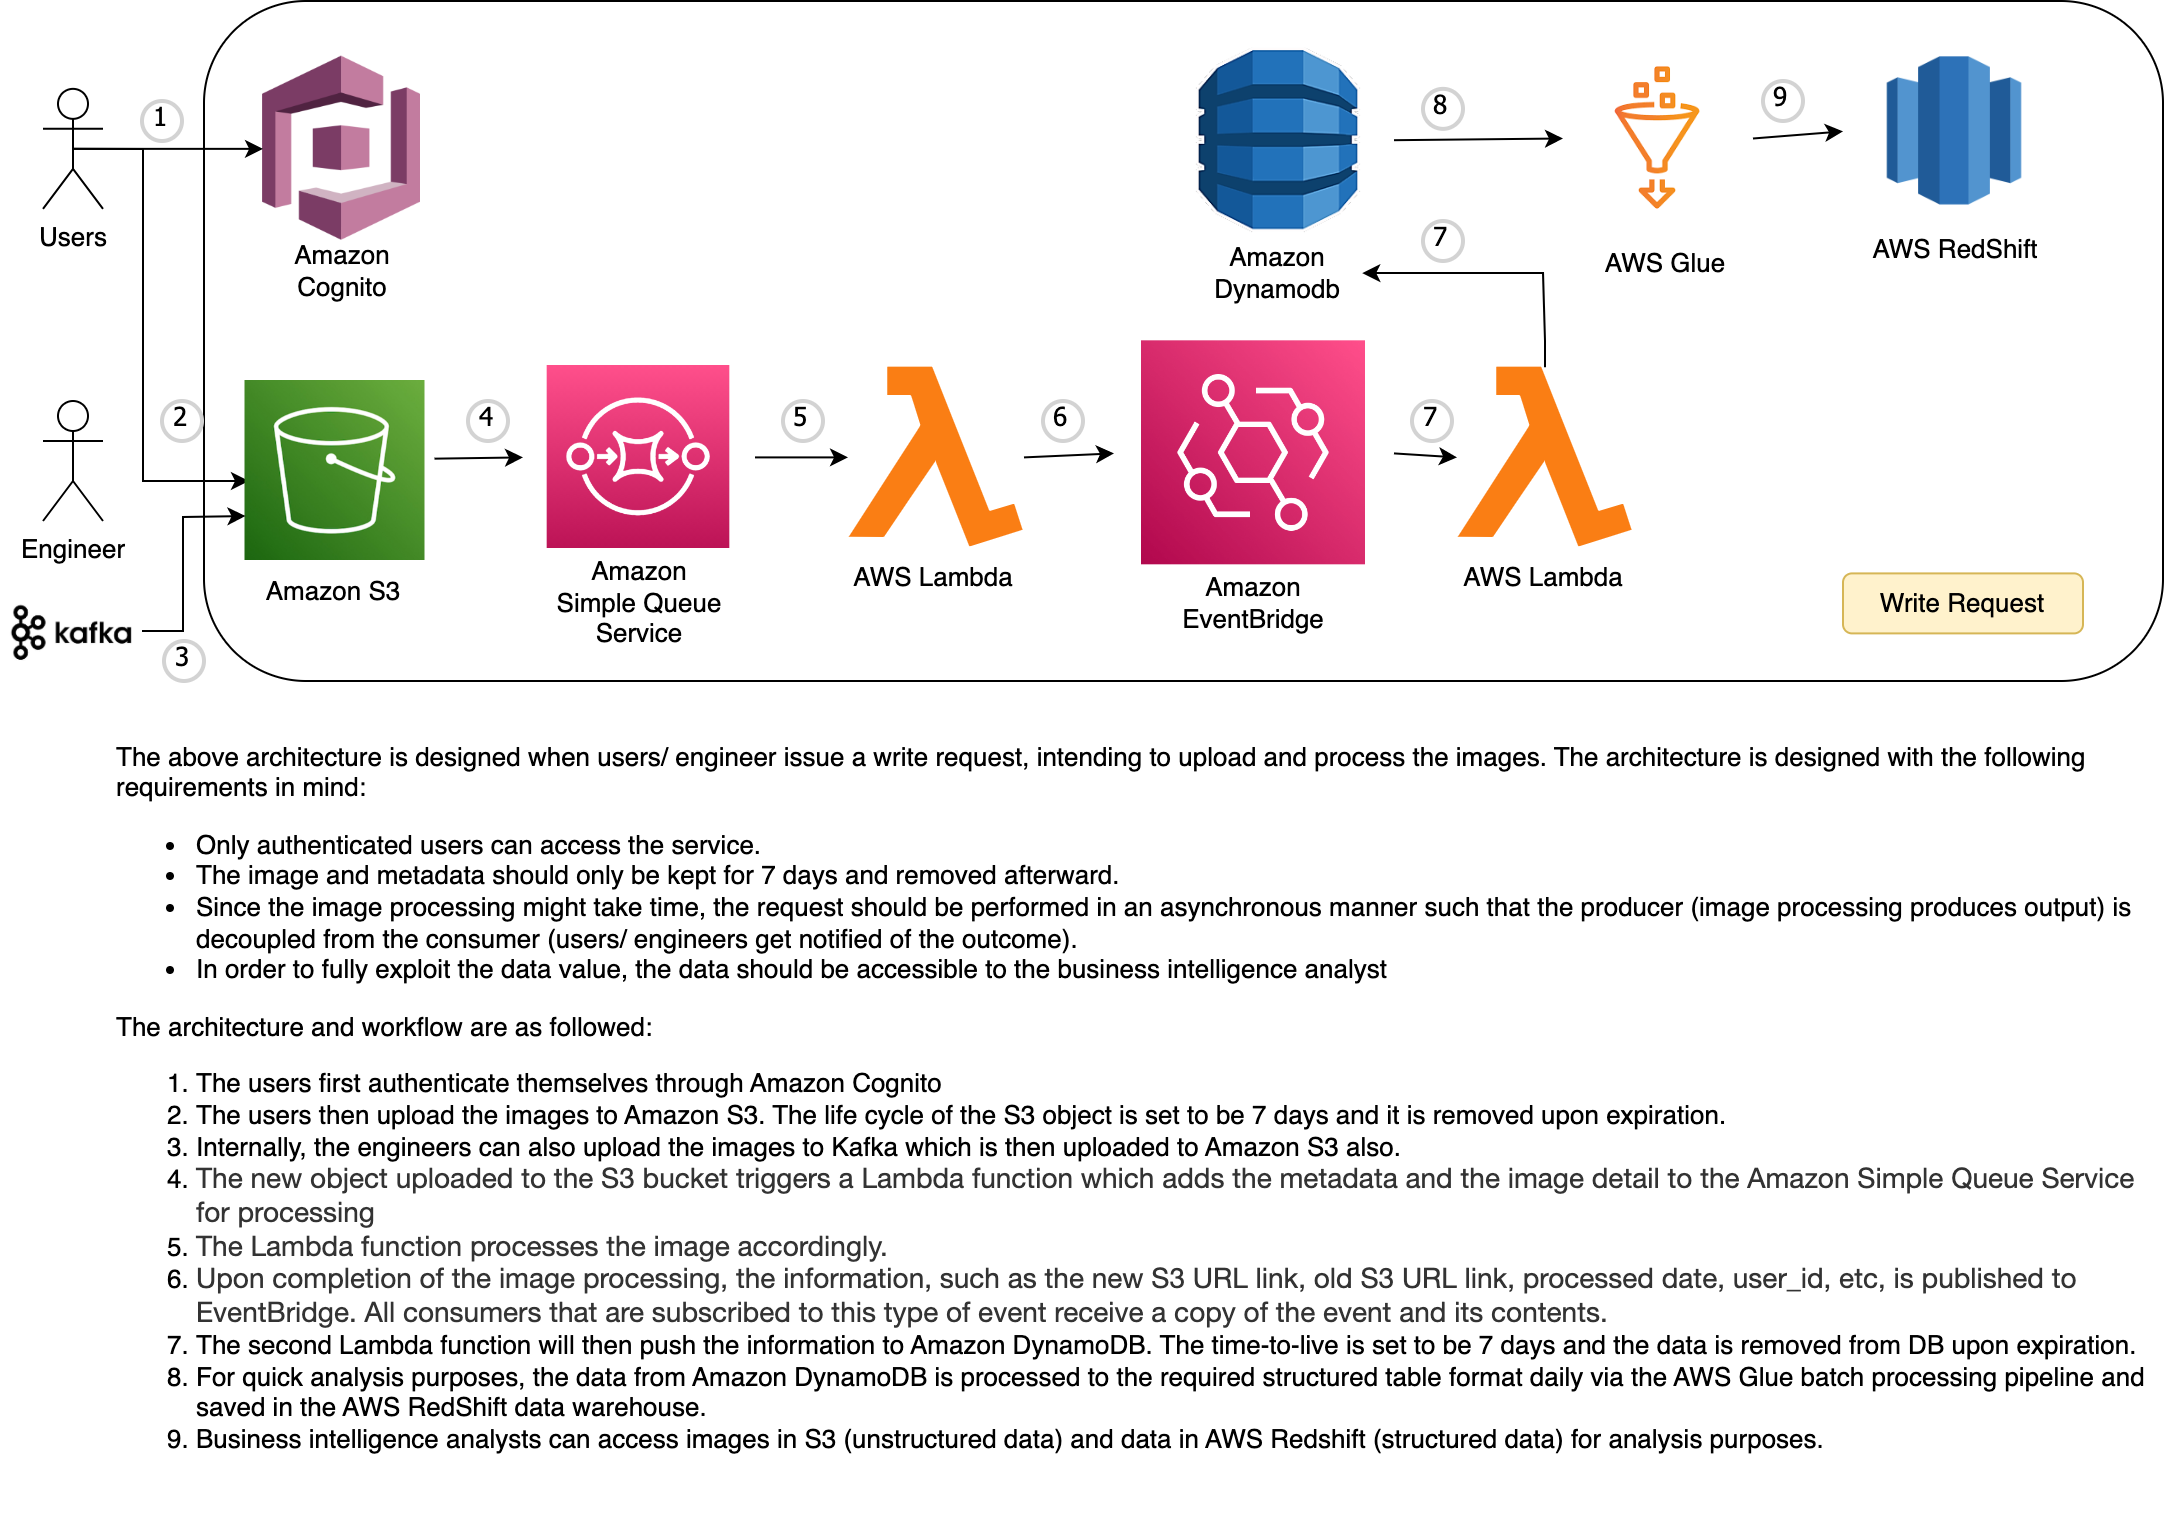 1
8
9
Users
Amazon
Cognito
Amazon
Dynamodb
7
AWS Glue
AWS RedShift
2
4
5
6
7
Engineer
Amazon S3
Amazon
Simple Queue
Service
AWS Lambda
Amazon
EventBridge
AWS Lambda
Write Request
kafka
3
The above architecture is designed when users/ engineer issue a write request, intending to upload and process the images. The architecture is designed with the following
requirements in mind:
• Only authenticated users can access the service.
• The image and metadata should only be kept for 7 days and removed afterward.
• Since the image processing might take time, the request should be performed in an asynchronous manner such that the producer (image processing produces output) is
decoupled from the consumer (users/ engineers get notified of the outcome).
• In order to fully exploit the data value, the data should be accessible to the business intelligence analyst
The architecture and workflow are as followed:
1. The users first authenticate themselves through Amazon Cognito
2. The users then upload the images to Amazon S3. The life cycle of the S3 object is set to be 7 days and it is removed upon expiration.
3. Internally, the engineers can also upload the images to Kafka which is then uploaded to Amazon S3 also.
4. The new object uploaded to the S3 bucket triggers a Lambda function which adds the metadata and the image detail to the Amazon Simple Queue Service
for processing
5. The Lambda function processes the image accordingly.
6. Upon completion of the image processing, the information, such as the new S3 URL link, old S3 URL link, processed date, user_id, etc, is published to
EventBridge. All consumers that are subscribed to this type of event receive a copy of the event and its contents.
7. The second Lambda function will then push the information to Amazon DynamoDB. The time-to-live is set to be 7 days and the data is removed from DB upon expiration.
8. For quick analysis purposes, the data from Amazon DynamoDB is processed to the required structured table format daily via the AWS Glue batch processing pipeline and
saved in the AWS RedShift data warehouse.
9. Business intelligence analysts can access images in S3 (unstructured data) and data in AWS Redshift (structured data) for analysis purposes.